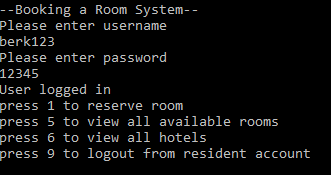 --Booking a Room System--
Please enter username
berk123
Please enter password
12345
User logged in
press 1 to reserve room
press 5 to view all available rooms
press 6 to view all hotels
press 9 to logout from resident account